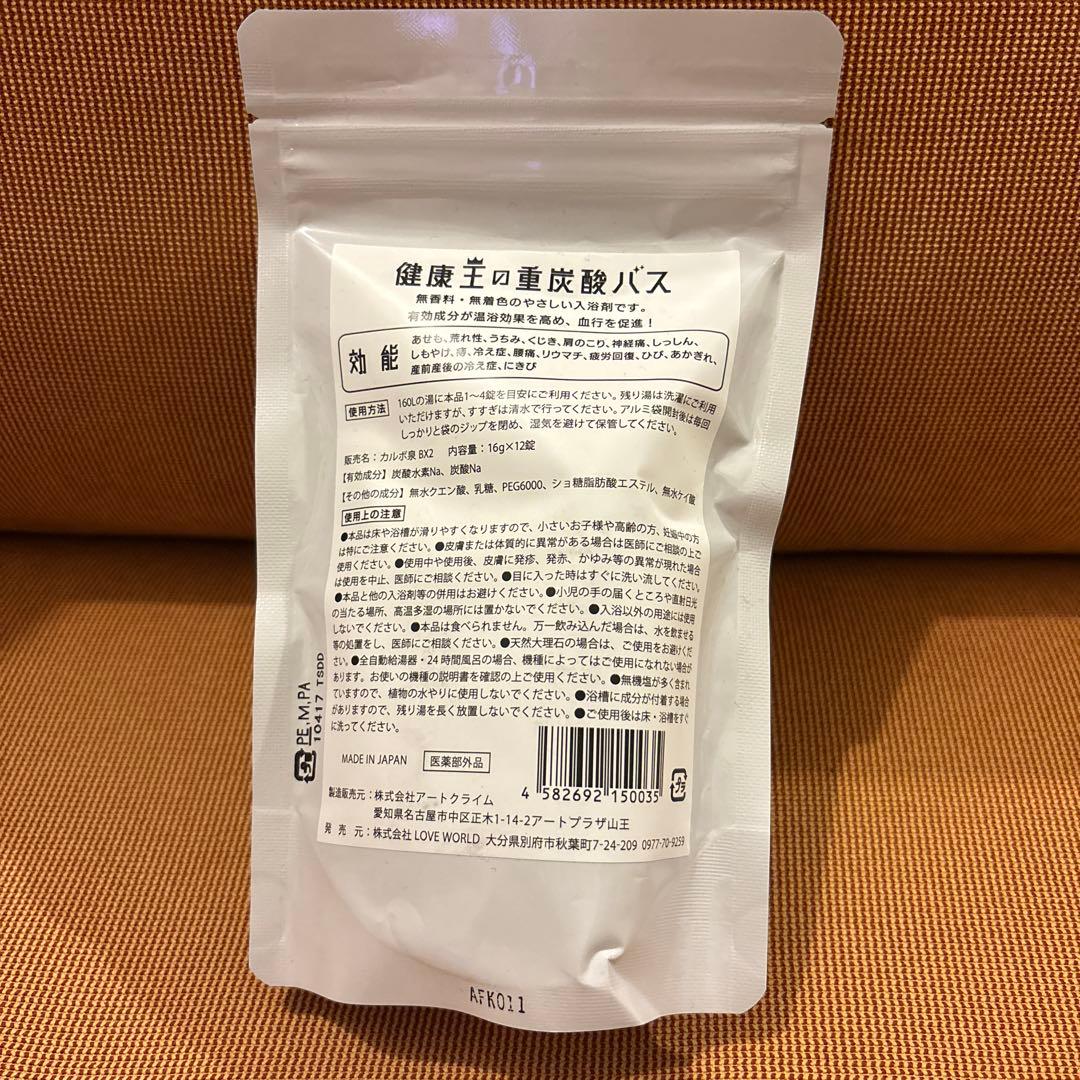 健康王の重炭酸バス
無香料・無着色のやさしい入浴剤です。
有効成分が温浴効果を高め、血行を促進!
効能
あせも、荒れ性、うちみ、くじき、肩のこり、神経痛、しっしん、
しもやけ、痔、冷え症、腰痛、リウマチ、疲労回復、ひび、あかぎれ、
産前産後の冷え症、にきび
使用方法
160Lの湯に本品1〜4錠を目安にご利用ください。残り湯は洗濯にご利用
いただけますが、すすぎは清水で行ってください。アルミ袋開封後は毎回
しっかりと袋のジップを閉め、湿気を避けて保管してください。
販売名：カルボ泉 BX2 内容量：16g×12錠
【有効成分】炭酸水素Na、炭酸Na
【その他の成分】無水クエン酸、乳糖、PEG6000、ショ糖脂肪酸エステル、無水ケイ酸
使用上の注意
●本品は床や浴槽が滑りやすくなりますので、小さいお子様や高齢の方、妊娠中の方
は特にご注意ください。●皮膚または体質的に異常がある場合は医師にご相談の上ご
使用ください。●使用中や使用後、皮膚に発疹、発赤、かゆみ等の異常が現れた場合
は使用を中止、医師にご相談ください。●目に入った時はすぐに洗い流してください。
●本品と他の入浴剤等の併用はお避けください。●小児の手の届くところや直射日光
の当たる場所、高温多湿の場所には置かないでください。●入浴以外の用途には使用
しないでください。●本品は食べられません。万一飲み込んだ場合は、水を飲ませる
等の処置をし、医師にご相談ください。●天然大理石の場合は、ご使用をお避けくだ
さい。●全自動給湯器・24時間風呂の場合、機種によってはご使用になれない場合が
あります。お使いの機種の説明書を確認の上ご使用ください。●無機塩が多く含まれ
ていますので、植物の水やりに使用しないでください。●浴槽に成分が付着する場合
がありますので、残り湯を長く放置しないでください。●ご使用後は床・浴槽をすぐ
に洗ってください。
MADE IN JAPAN 医薬部外品
4 582692 150035
プラ
製造販売元：株式会社アートクライム
愛知県名古屋市中区正木1-14-2アートプラザ山王
発 売 元：株式会社 LOVE WORLD 大分県別府市秋葉町7-24-209 0977-70-9259
プラ
PE,M,PA
10417 TSDD
AFK011